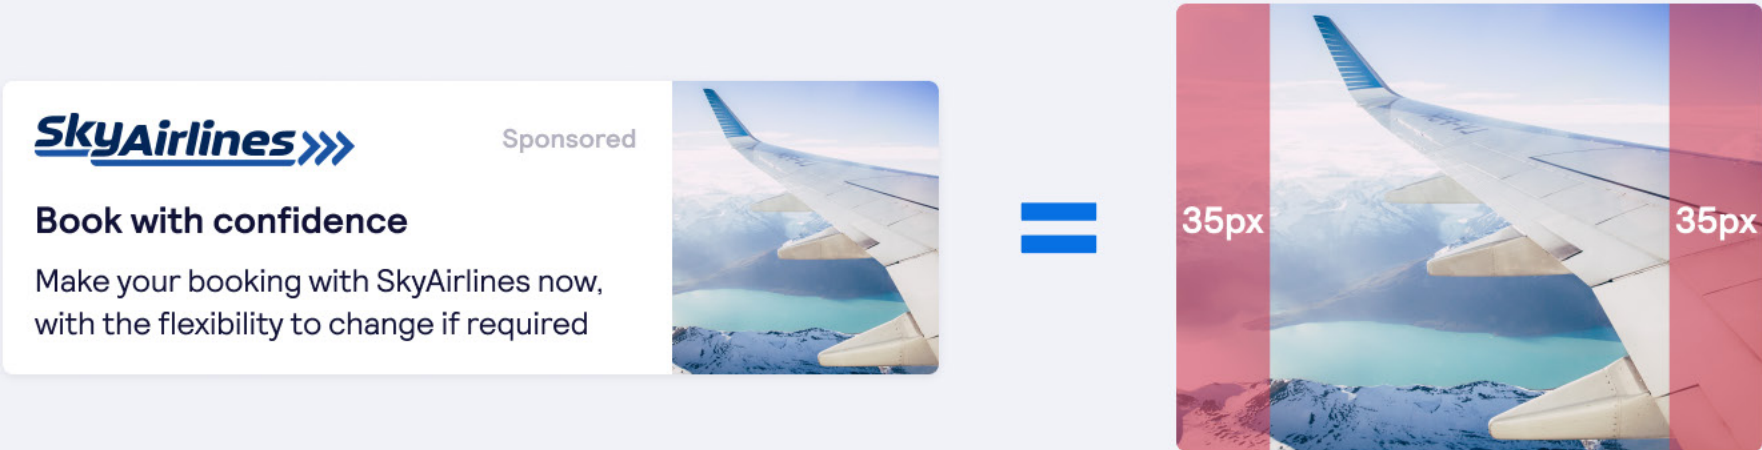 SkyAirlines
Sponsored
Book with confidence
Make your booking with SkyAirlines now,
with the flexibility to change if required
=
35px
35px